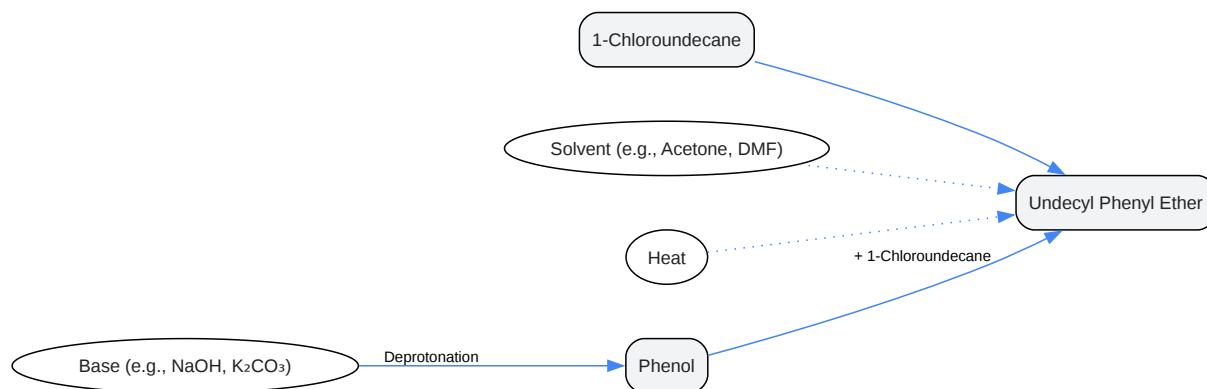 1-Chloroundecane
Solvent (e.g., Acetone, DMF)
Undecyl Phenyl Ether
Heat
+ 1-Chloroundecane
Base (e.g., NaOH, K₂CO₃)
Deprotonation
Phenol